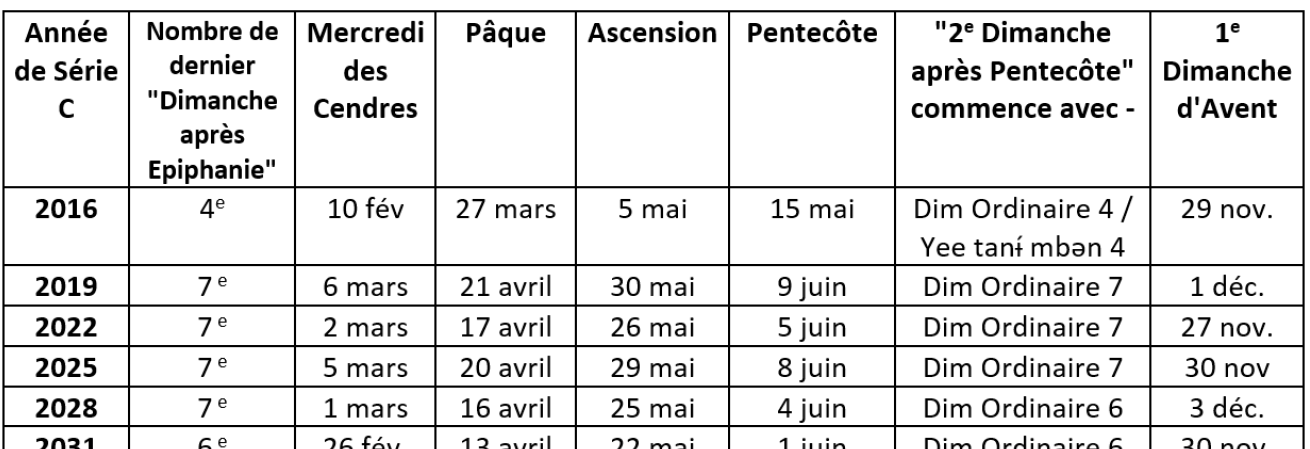 Année de Série C | Nombre de dernier "Dimanche après Epiphanie" | Mercredi des Cendres | Pâque | Ascension | Pentecôte | "2e Dimanche après Pentecôte" commence avec - | 1e Dimanche d'Avent
2016 | 4e | 10 fév | 27 mars | 5 mai | 15 mai | Dim Ordinaire 4 / Yee tanɨ́ mbən 4 | 29 nov.
2019 | 7 e | 6 mars | 21 avril | 30 mai | 9 juin | Dim Ordinaire 7 | 1 déc.
2022 | 7 e | 2 mars | 17 avril | 26 mai | 5 juin | Dim Ordinaire 7 | 27 nov.
2025 | 7 e | 5 mars | 20 avril | 29 mai | 8 juin | Dim Ordinaire 7 | 30 nov
2028 | 7 e | 1 mars | 16 avril | 25 mai | 4 juin | Dim Ordinaire 6 | 3 déc.
2031 | 6 e | 26 fév | 13 avril | 22 mai | 1 juin | Dim Ordinaire 6 | 30 nov